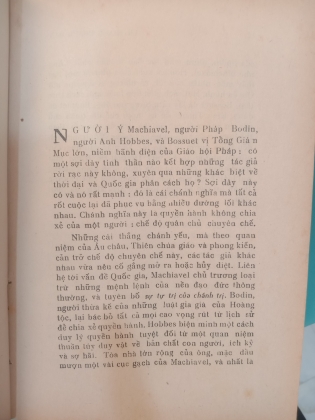 NGƯỜI Ý Machiavel, người Pháp Bodin,
người Anh Hobbes, và Bossuet vị Tổng Giám
Mục lớn, niềm hãnh diện của Giáo hội Pháp: có
một sợi dây tinh thần nào kết hợp những tác giả
rời rạc này không, xuyên qua những khác biệt về
thời đại và Quốc gia phân cách họ? Sợi dây này
có và nó rất mạnh: đó là cái chánh nghĩa mà tất cả
rốt cuộc lại đã phục vụ bằng nhiều đường lối khác
nhau. Chánh nghĩa này là quyền hành không chia
xẻ của một người: chế độ quân chủ chuyên chế.
Những cái thắng chánh yếu, mà theo quan
niệm của Âu châu, Thiên chúa giáo và phong kiến,
cản trở chế độ chuyên chế này, các tác giả khác
nhau vừa nêu cố gắng mở ra hoặc hủy diệt. Liên
hệ tới vấn đề Quốc gia, Machiavel chủ trương loại
trừ những mệnh lệnh của nền đạo đức thông
thường, và tuyên bố sự tự trị của chánh trị. Bodin,
người thừa kế của những luật gia của Hoàng
tộc, lại bác bỏ tất cả mọi cao vọng rút từ lịch sử
để chia xẻ quyền hành. Hobbes biện minh một cách
duy lý quyền hành tuyệt đối từ một quan niệm
thuần túy duy vật về bản chất con người, ích kỷ
và sợ hãi. Tòa nhà lớn rộng của ông, mặc dầu
mượn một vài cục gạch của Machiavel, và nhất là